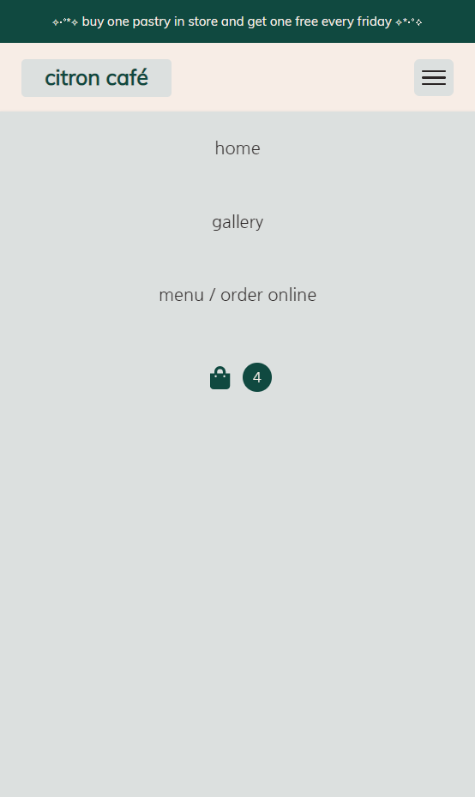 ⟡.·°*⟡ buy one pastry in store and get one free every friday ⟡°*·°⟡
citron café
home
gallery
menu / order online
4